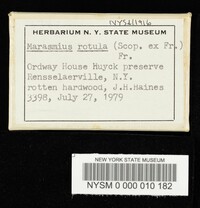 NYSf1916
HERBARIUM N. Y. STATE MUSEUM
Marasmius rotula (Scop. ex Fr.)
Fr.
Ordway House Huyck preserve
Rensselaerville, N.Y.
rotten hardwood, J.H.Haines
3398, July 27, 1979
NEW YORK STATE MUSEUM
NYSM 0 000 010 182